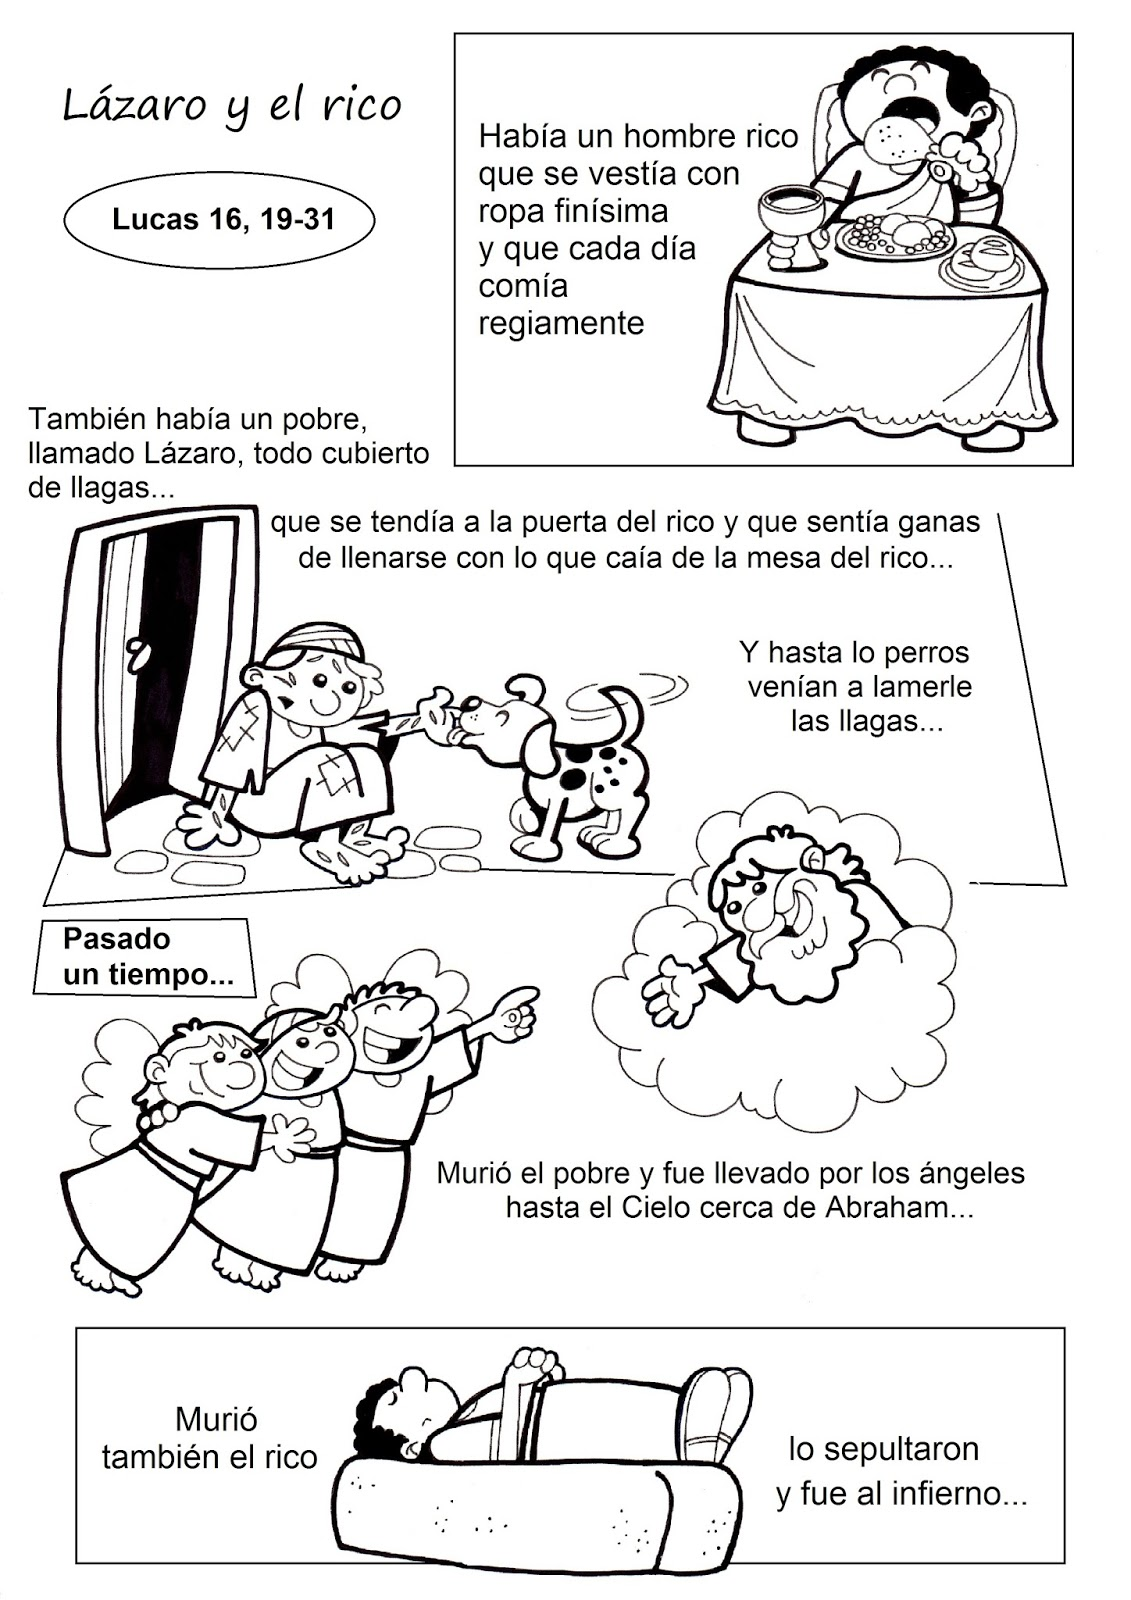 Lázaro y el rico
Lucas 16, 19-31
Había un hombre rico
que se vestía con
ropa finísima
y que cada día
comía
regiamente
También había un pobre,
llamado Lázaro, todo cubierto
de llagas...
que se tendía a la puerta del rico y que sentía ganas
de llenarse con lo que caía de la mesa del rico...
Y hasta lo perros
venían a lamerle
las llagas...
Pasado
un tiempo...
Murió el pobre y fue llevado por los ángeles
hasta el Cielo cerca de Abraham...
Murió
también el rico
lo sepultaron
y fue al infierno...